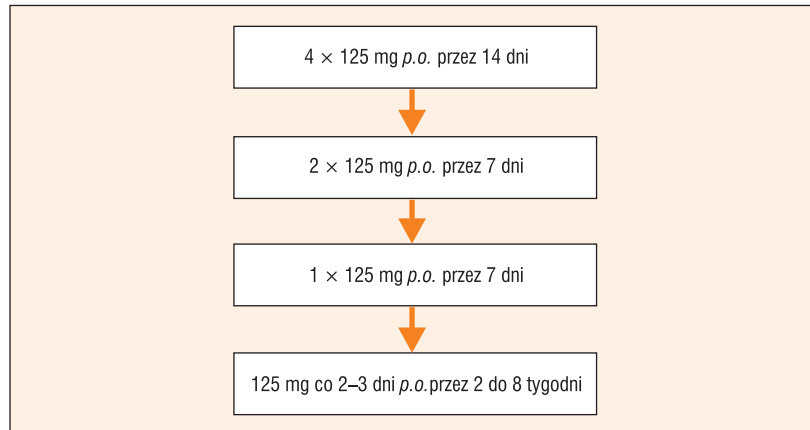 4 × 125 mg p.o. przez 14 dni
2 × 125 mg p.o. przez 7 dni
1 × 125 mg p.o. przez 7 dni
125 mg co 2–3 dni p.o.przez 2 do 8 tygodni